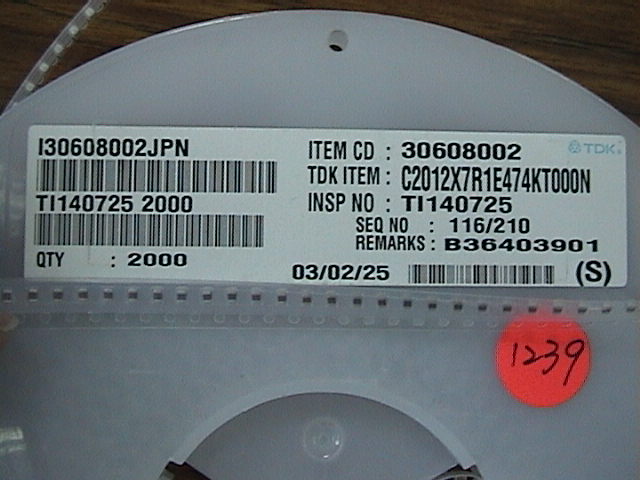 I30608002JPN
TI140725 2000
QTY : 2000
TDK
ITEM CD : 30608002
TDK ITEM : C2012X7R1E474KT000N
INSP NO : TI140725
SEQ NO : 116/210
REMARKS : B36403901
03/02/25
(S)
1239